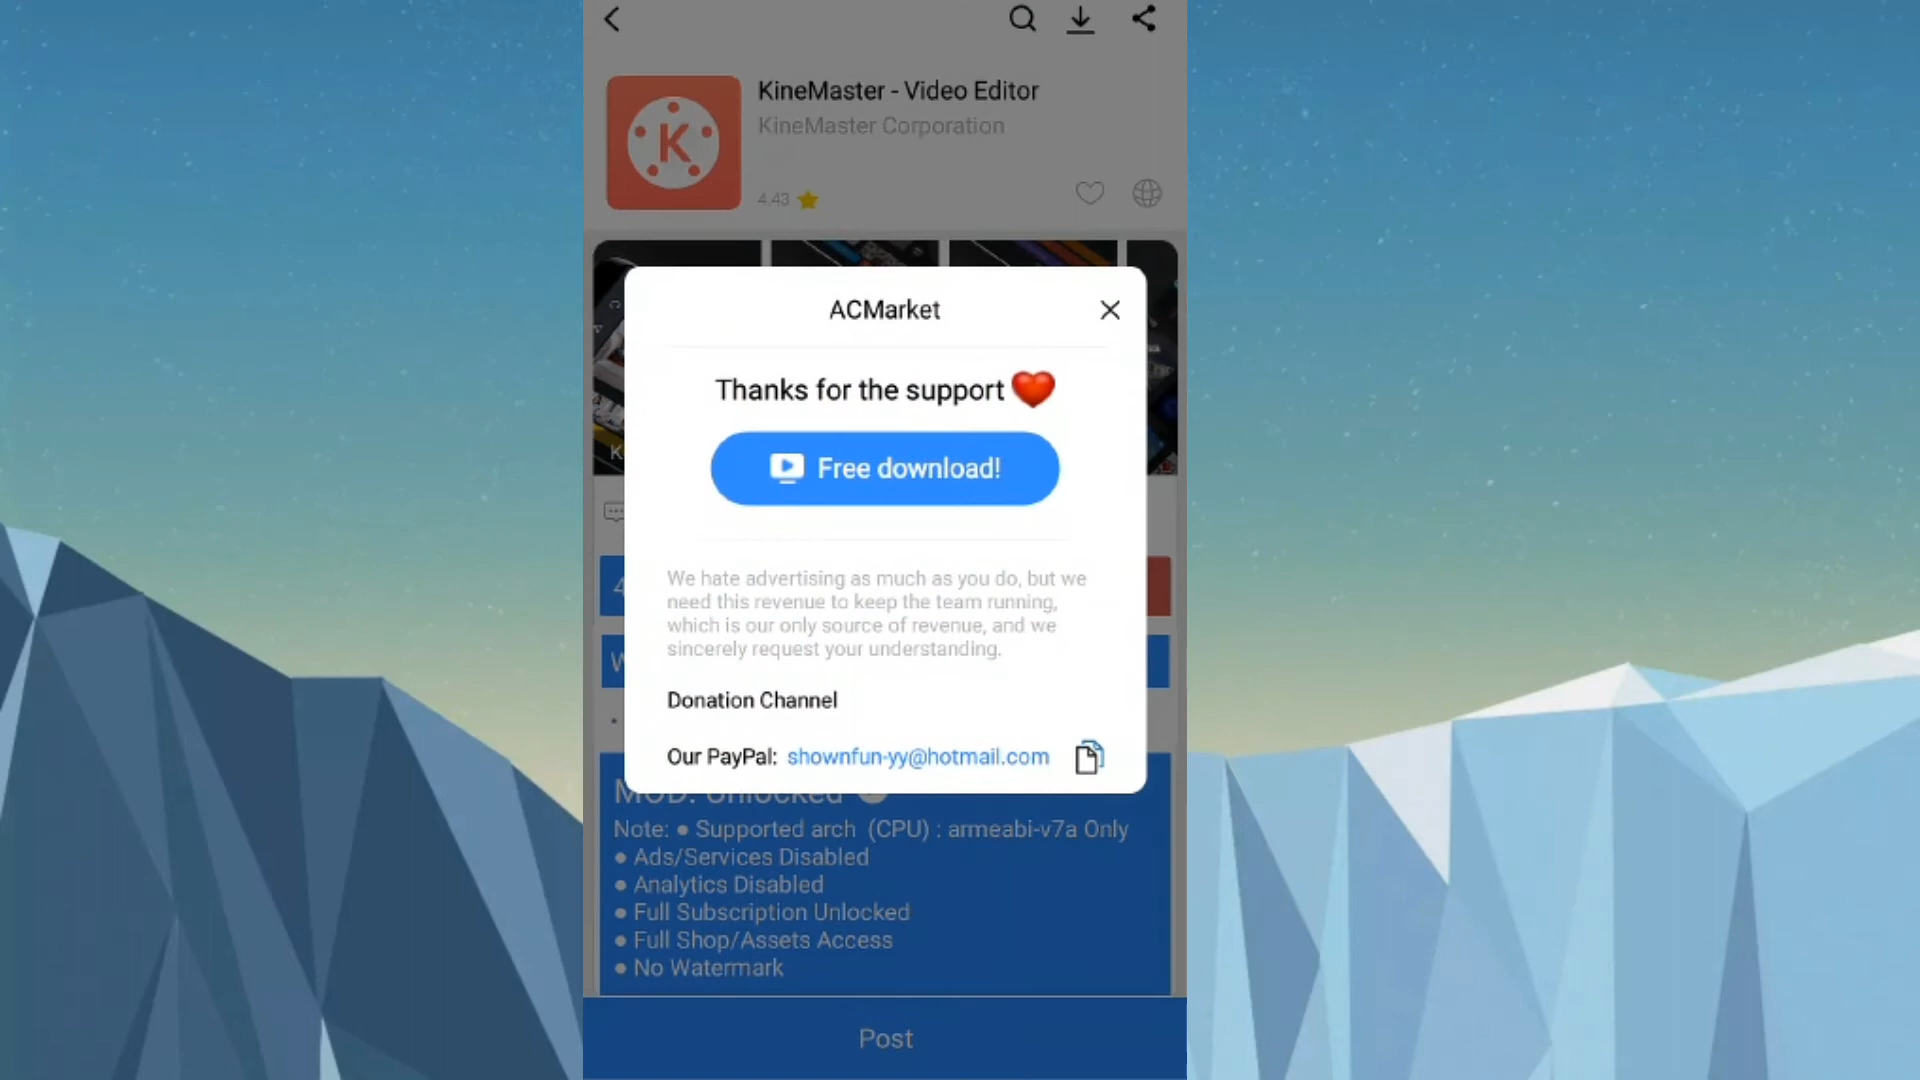 KineMaster - Video Editor
KineMaster Corporation
K
4.43
ACMarket
Thanks for the support
Free download!
We hate advertising as much as you do, but we
need this revenue to keep the team running,
which is our only source of revenue, and we
sincerely request your understanding.
Donation Channel
Our PayPal: shownfun-yy@hotmail.com
MOD: Unlocked
Note: ● Supported arch (CPU) : armeabi-v7a Only
● Ads/Services Disabled
● Analytics Disabled
● Full Subscription Unlocked
● Full Shop/Assets Access
● No Watermark
Post